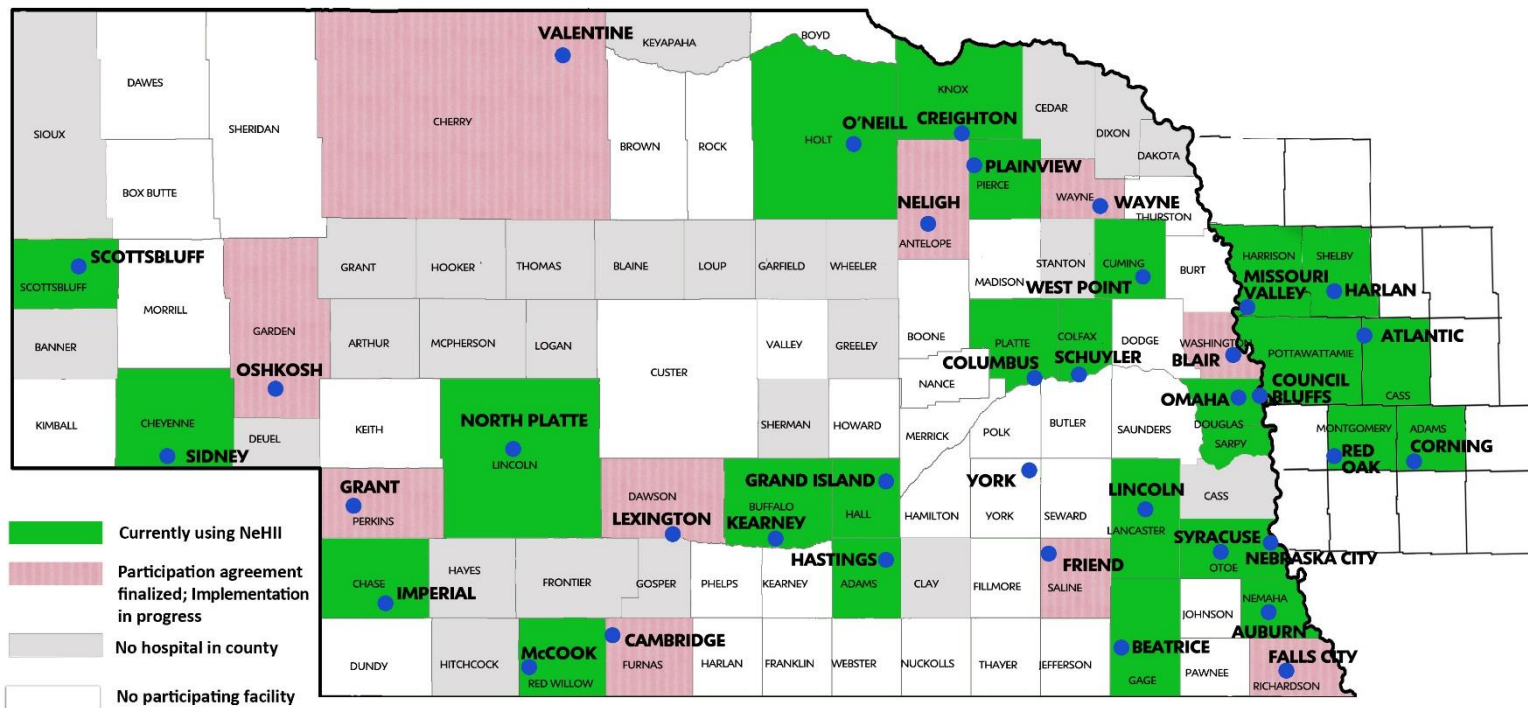 VALENTINE
KEYAPAHA
BOYD
DAWES
KNOX
CEDAR
SIOUX
SHERIDAN
CHERRY
O'NEILL
CREIGHTON
DIXON
HOLT
BROWN
ROCK
DAKOTA
PLAINVIEW
BOX BUTTE
PIERCE
WAYNE
NELIGH
WAYNE
THURSTON
ANTELOPE
SCOTTSBLUFF
SCOTTSBLUFF
GRANT
HOOKER
THOMAS
BLAINE
LOUP
GARFIELD
WHEELER
MADISON
STANTON
CUMING
BURT
WEST POINT
HARRISON
SHELBY
MISSOURI
VALLEY
HARLAN
MORRILL
GARDEN
BANNER
ARTHUR
MCPHERSON
LOGAN
VALLEY
GREELEY
BOONE
PLATTE
COLFAX
DODGE
WASHINGTON
BLAIR
ATLANTIC
POTTAWATTAMIE
OSHKOSH
CUSTER
COLUMBUS
SCHUYLER
NANCE
COUNCIL
BLUFFS
CASS
OMAHA
DOUGLAS
SARPY
KIMBALL
CHEYENNE
DEUEL
KEITH
NORTH PLATTE
LINCOLN
SHERMAN
HOWARD
MERRICK
POLK
BUTLER
SAUNDERS
MONTGOMERY
ADAMS
RED
OAK
CORNING
SIDNEY
GRANT
PERKINS
DAWSON
LEXINGTON
GRAND ISLAND
BUFFALO
KEARNEY
HALL
HAMILTON
YORK
YORK
SEWARD
LINCOLN
LANCASTER
CASS
SYRACUSE
OTOE
NEBRASKA CITY
CHASE
IMPERIAL
HAYES
FRONTIER
GOSPER
PHELPS
KEARNEY
HASTINGS
ADAMS
CLAY
FILLMORE
FRIEND
SALINE
JOHNSON
NEMAHA
AUBURN
DUNDY
HITCHCOCK
McCOOK
RED WILLOW
CAMBRIDGE
FURNAS
HARLAN
FRANKLIN
WEBSTER
NUCKOLLS
THAYER
JEFFERSON
BEATRICE
GAGE
PAWNEE
FALLS CITY
RICHARDSON
Currently using NeHII
Participation agreement
finalized; Implementation
in progress
No hospital in county
No participating facility